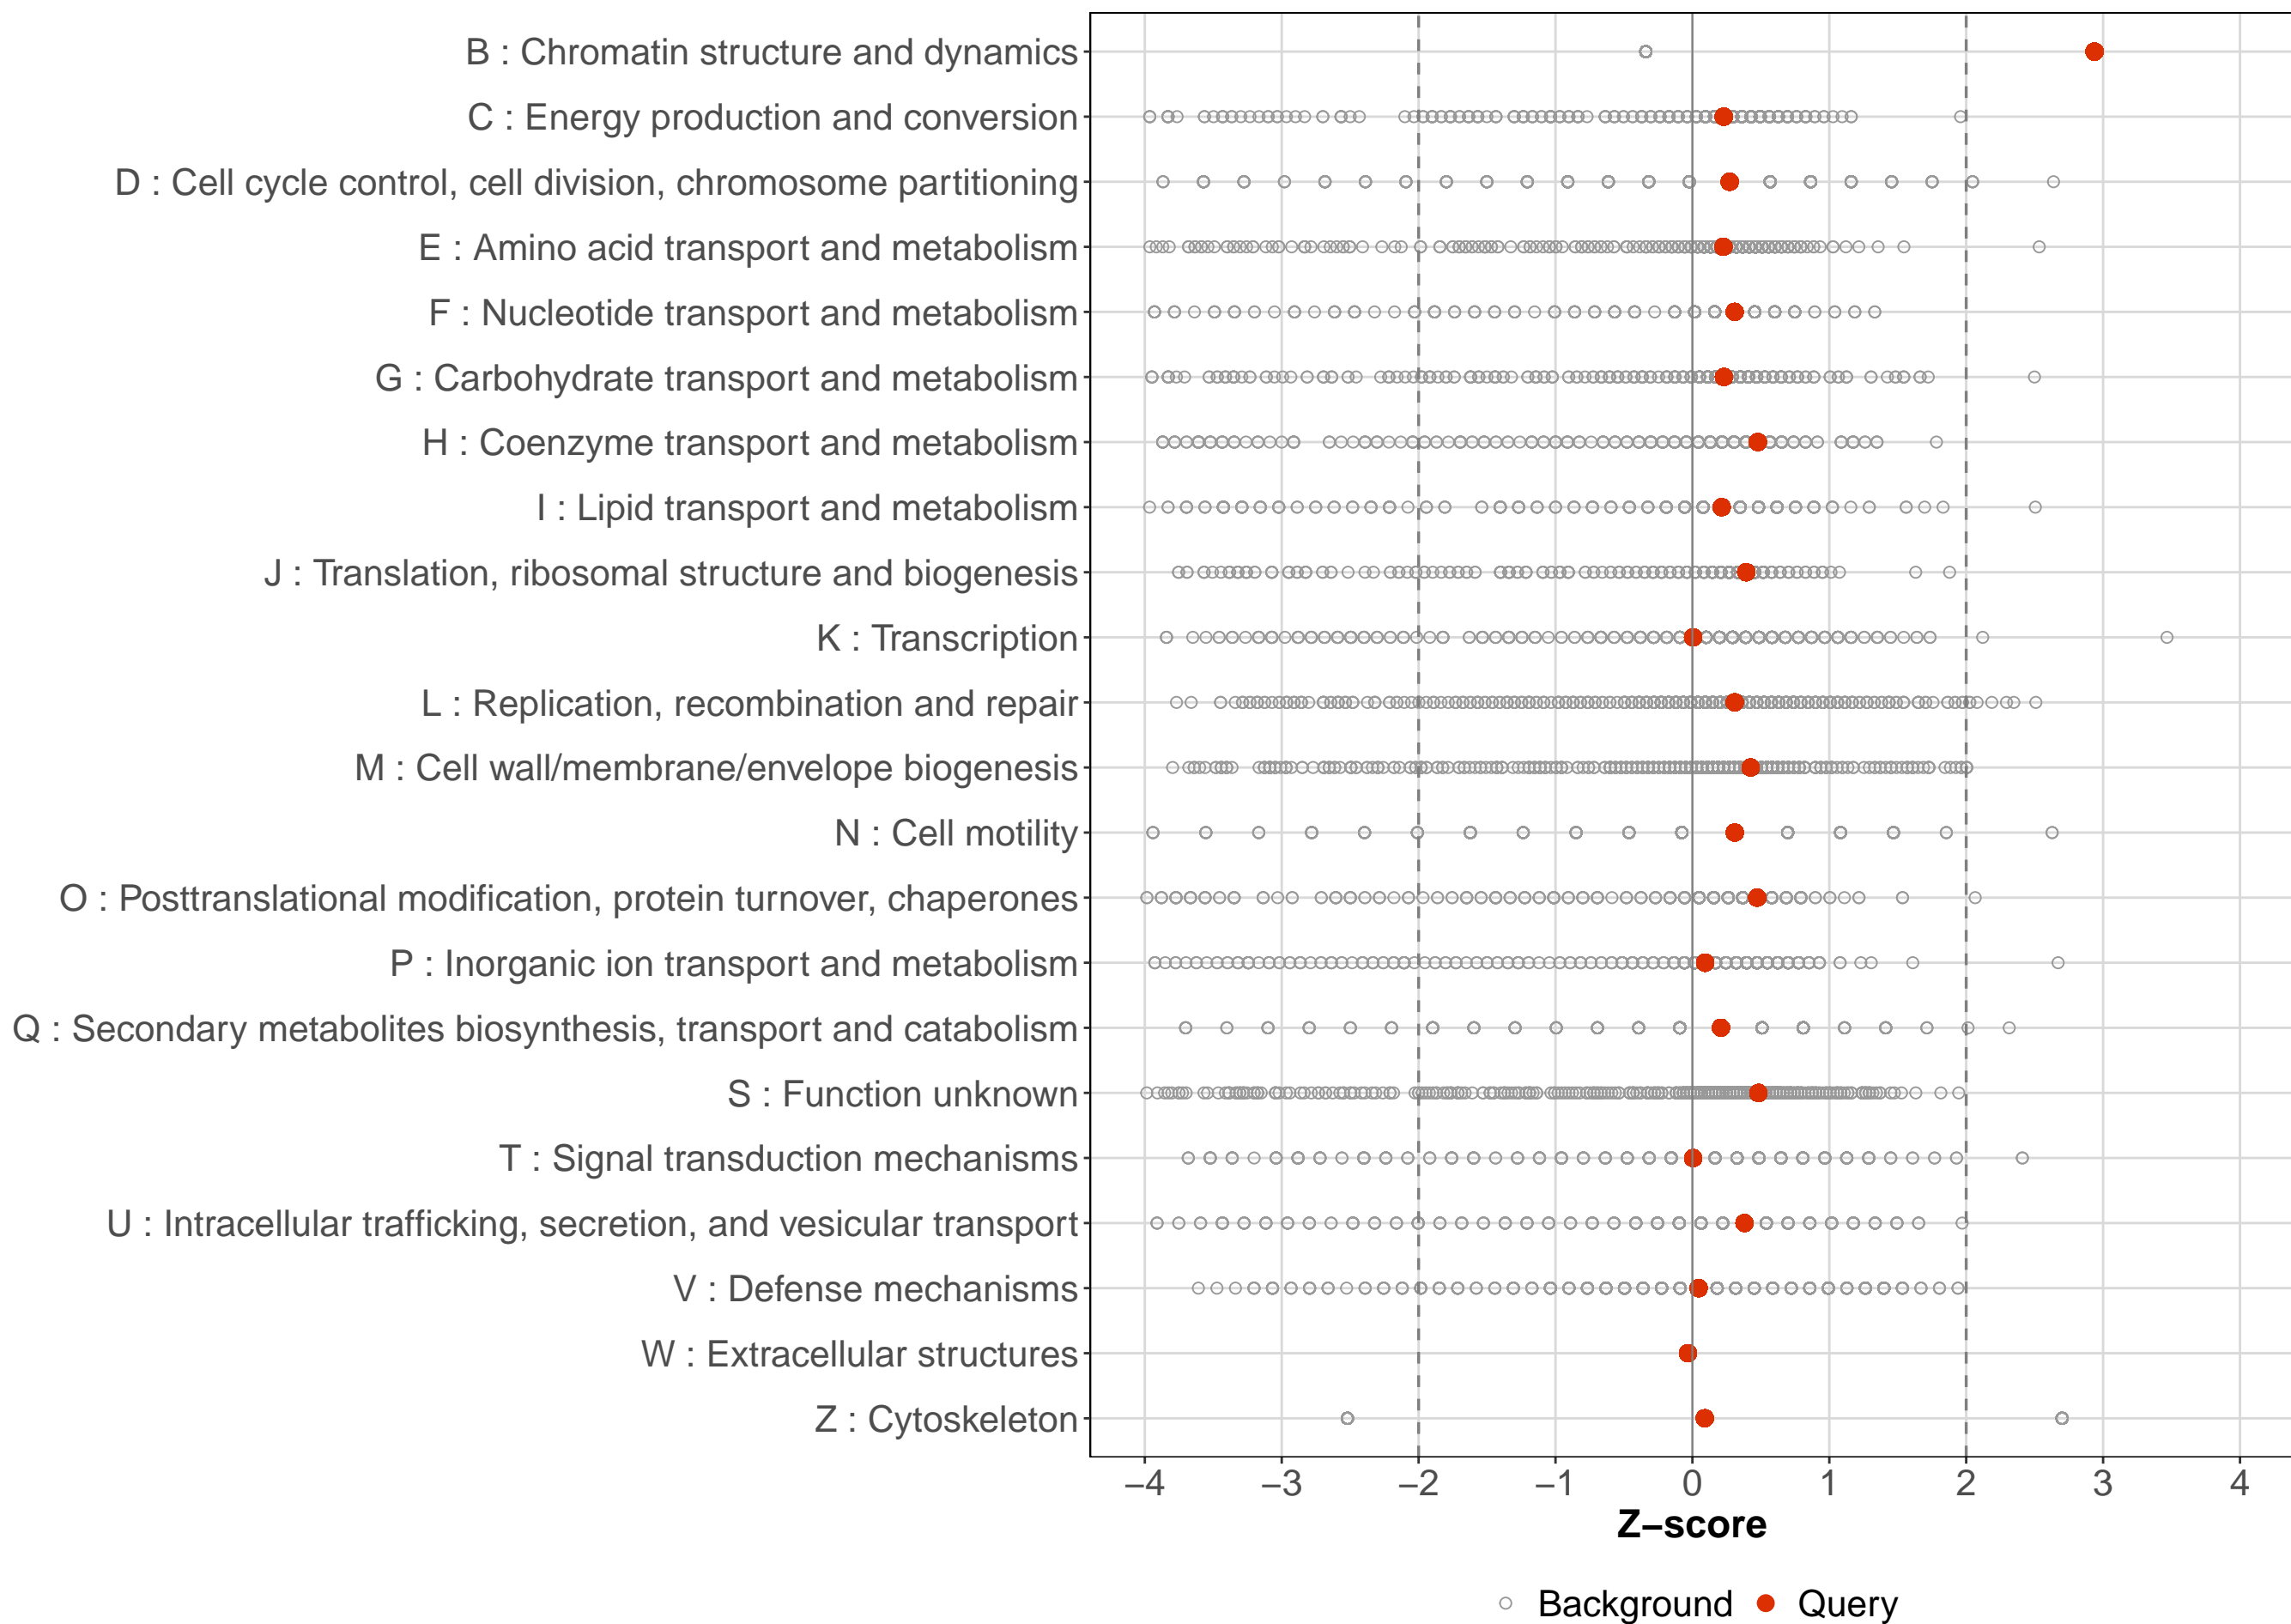 B : Chromatin structure and dynamics
C : Energy production and conversion
D : Cell cycle control, cell division, chromosome partitioning
E : Amino acid transport and metabolism
F : Nucleotide transport and metabolism
G : Carbohydrate transport and metabolism
H : Coenzyme transport and metabolism
I : Lipid transport and metabolism
J : Translation, ribosomal structure and biogenesis
K : Transcription
L : Replication, recombination and repair
M : Cell wall/membrane/envelope biogenesis
N : Cell motility
O : Posttranslational modification, protein turnover, chaperones
P : Inorganic ion transport and metabolism
Q : Secondary metabolites biosynthesis, transport and catabolism
S : Function unknown
T : Signal transduction mechanisms
U : Intracellular trafficking, secretion, and vesicular transport
V : Defense mechanisms
W : Extracellular structures
Z : Cytoskeleton
−4 −3 −2 −1 0 1 2 3 4
Z−score
Background Query